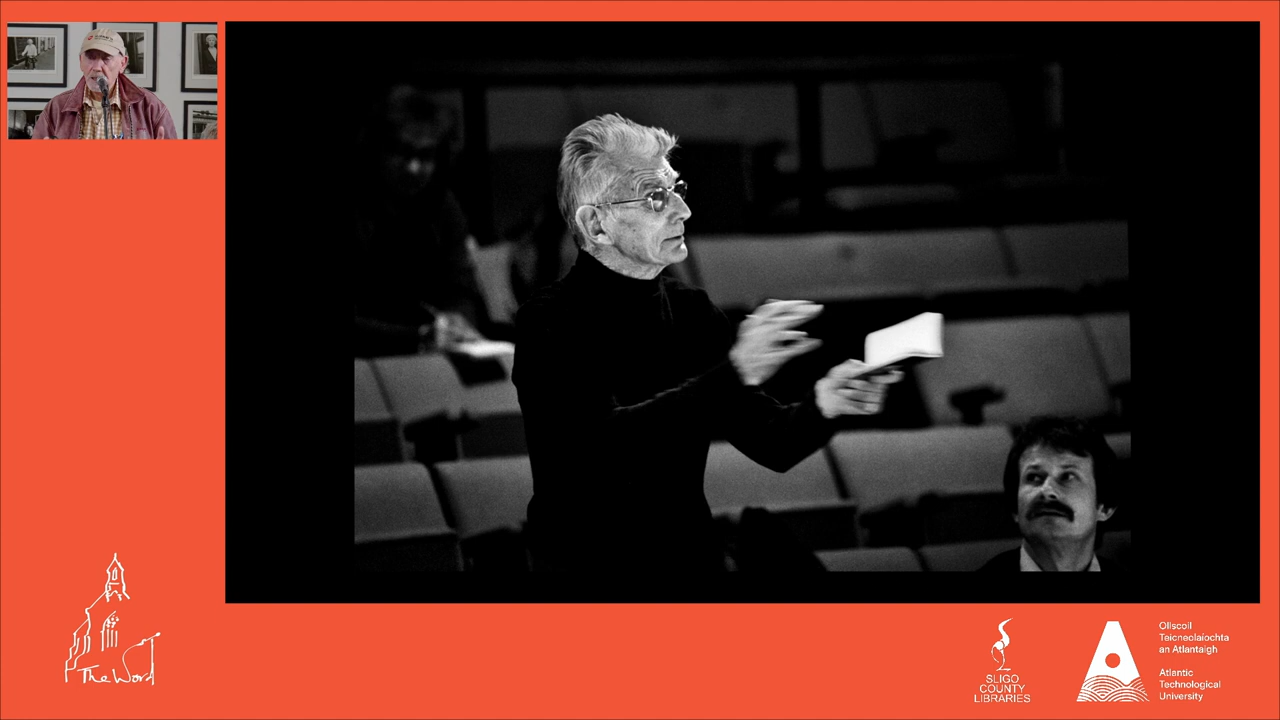 The Word
SLIGO
COUNTY
LIBRARIES
Ollscoil
Teicneolaíochta
an Atlantaigh
Atlantic
Technological
University